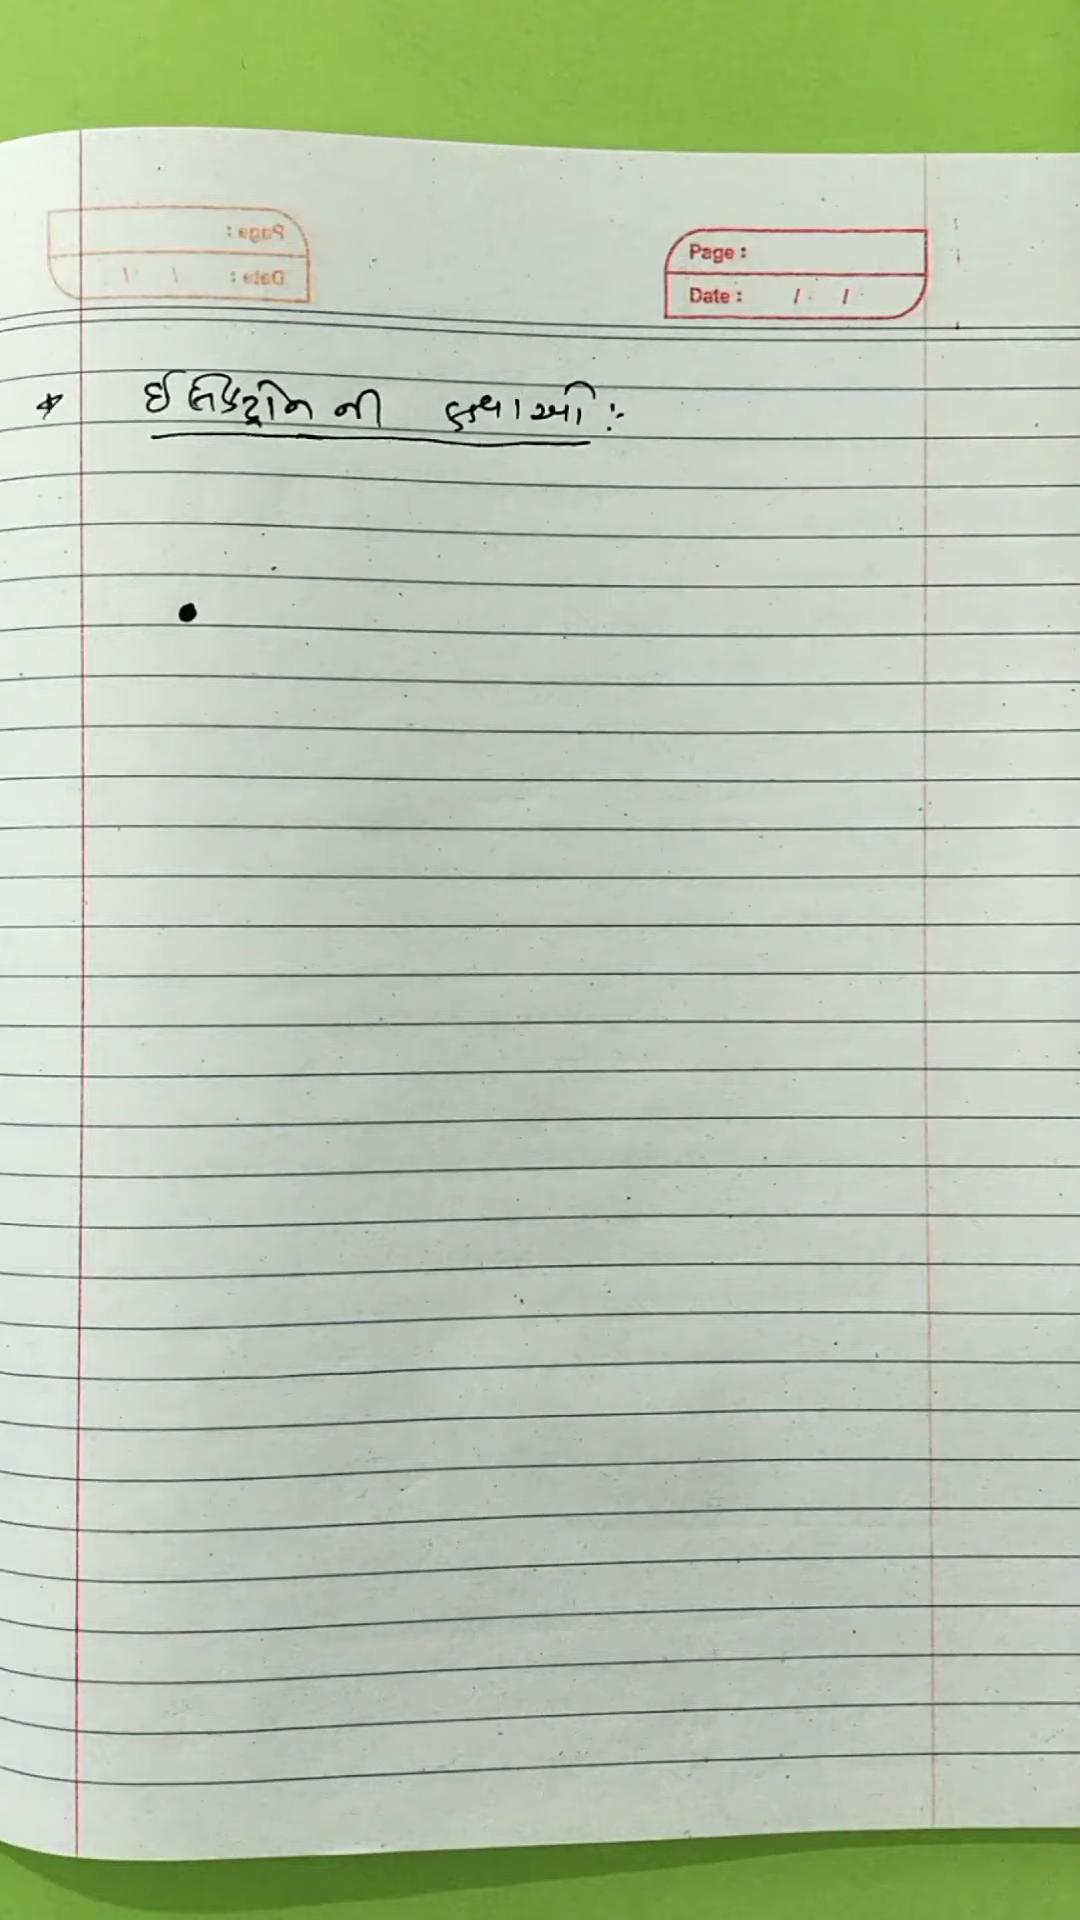 Page :
Date : / /
* ઈલેક્ટ્રોન ની કક્ષાઓ :-